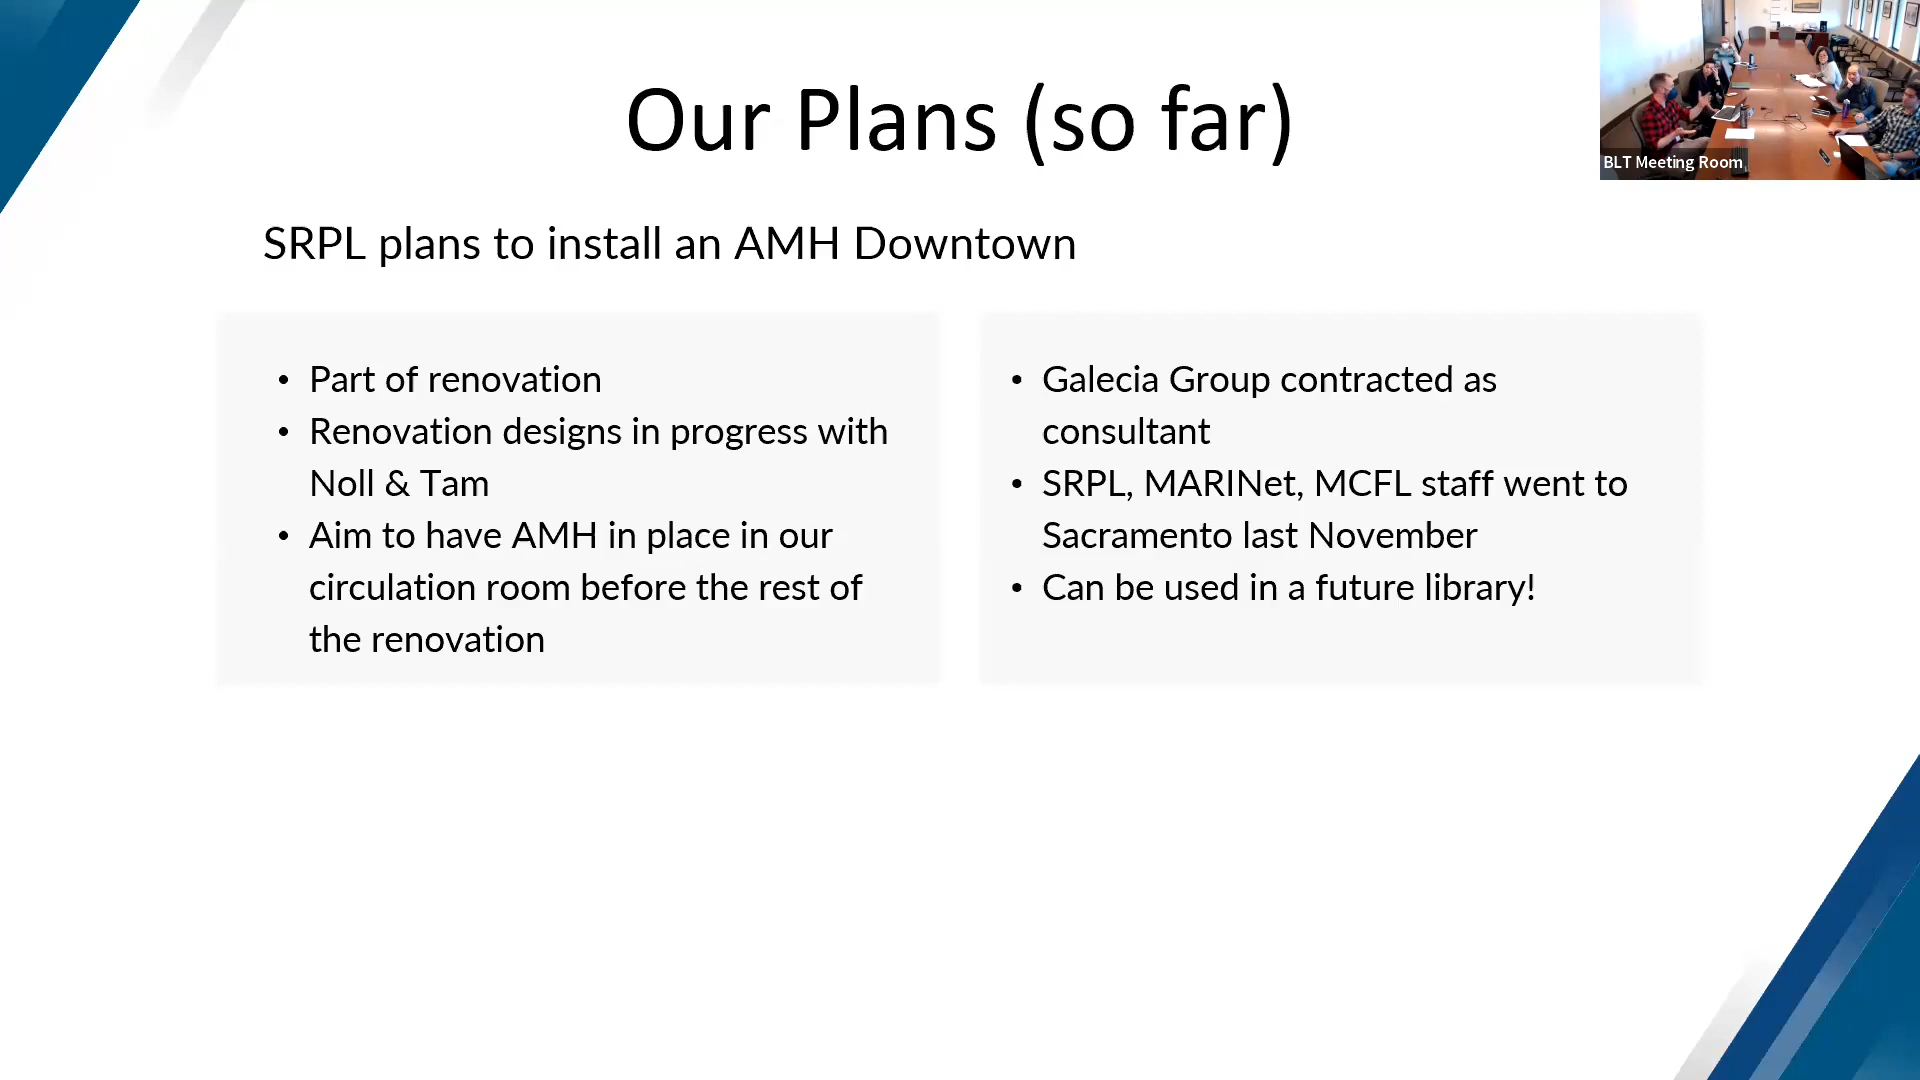 Our Plans (so far)
BLT Meeting Room
SRPL plans to install an AMH Downtown
• Part of renovation
• Renovation designs in progress with
Noll & Tam
• Aim to have AMH in place in our
circulation room before the rest of
the renovation
• Galecia Group contracted as
consultant
• SRPL, MARINet, MCFL staff went to
Sacramento last November
• Can be used in a future library!